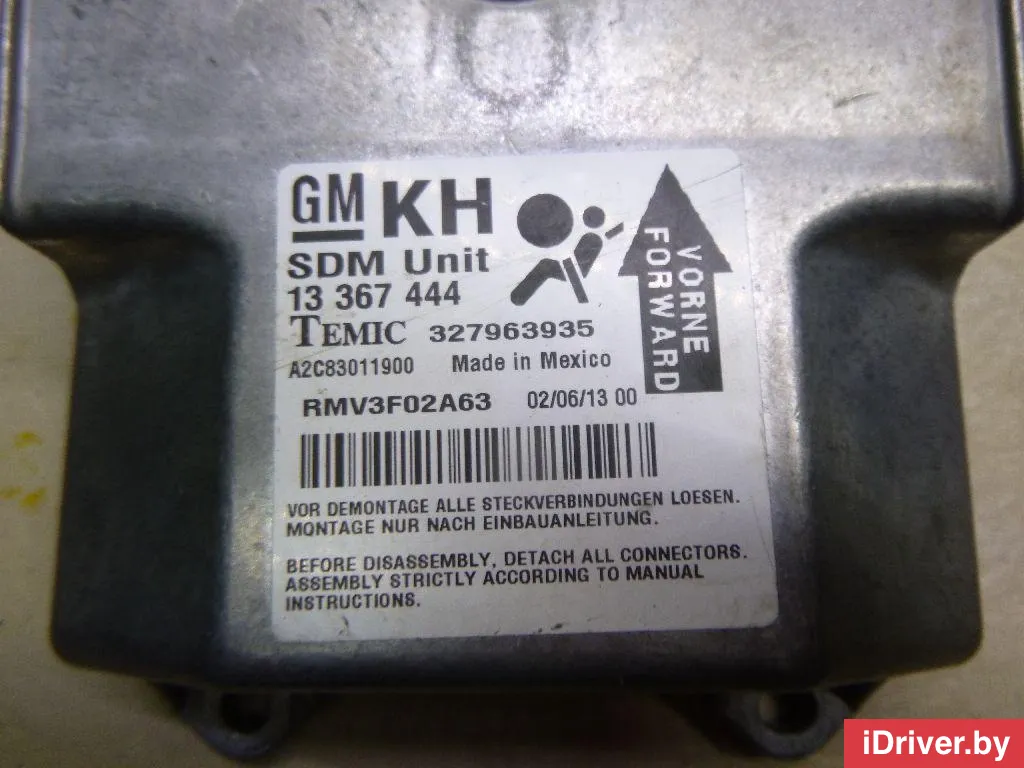 GM KH
SDM Unit
13 367 444
TEMIC 327963935
A2C83011900 Made in Mexico
RMV3F02A63 02/06/13 00
VORNE
FORWARD
VOR DEMONTAGE ALLE STECKVERBINDUNGEN LOESEN.
MONTAGE NUR NACH EINBAUANLEITUNG.
BEFORE DISASSEMBLY, DETACH ALL CONNECTORS.
ASSEMBLY STRICTLY ACCORDING TO MANUAL
INSTRUCTIONS.
iDriver.by